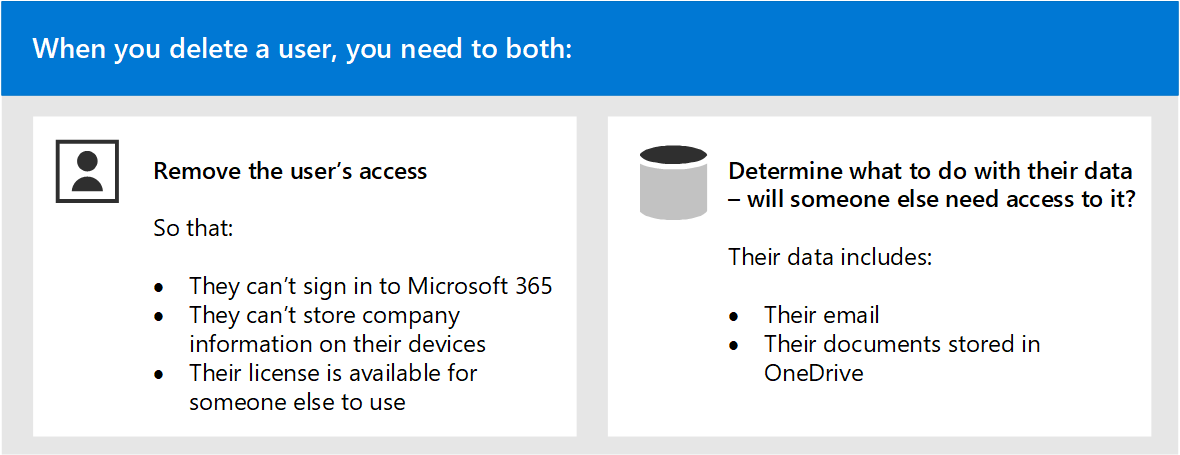 When you delete a user, you need to both:
Remove the user’s access
So that:
• They can’t sign in to Microsoft 365
• They can’t store company
information on their devices
• Their license is available for
someone else to use
Determine what to do with their data
– will someone else need access to it?
Their data includes:
• Their email
• Their documents stored in
OneDrive